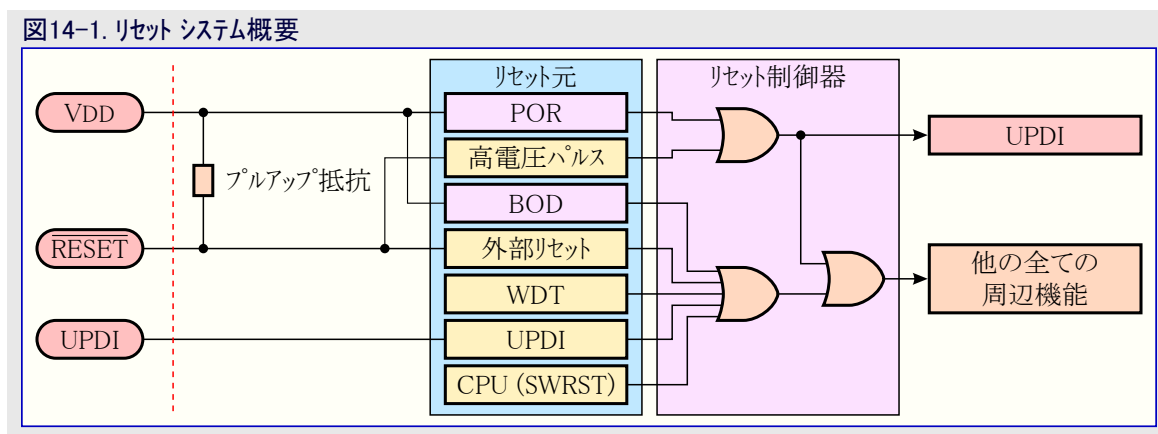 図14-1. リセット システム概要
リセット元
リセット制御器
VDD
POR
UPDI
高電圧パルス
プルアップ抵抗
BOD
RESET
外部リセット
他の全ての
周辺機能
WDT
UPDI
UPDI
CPU (SWRST)